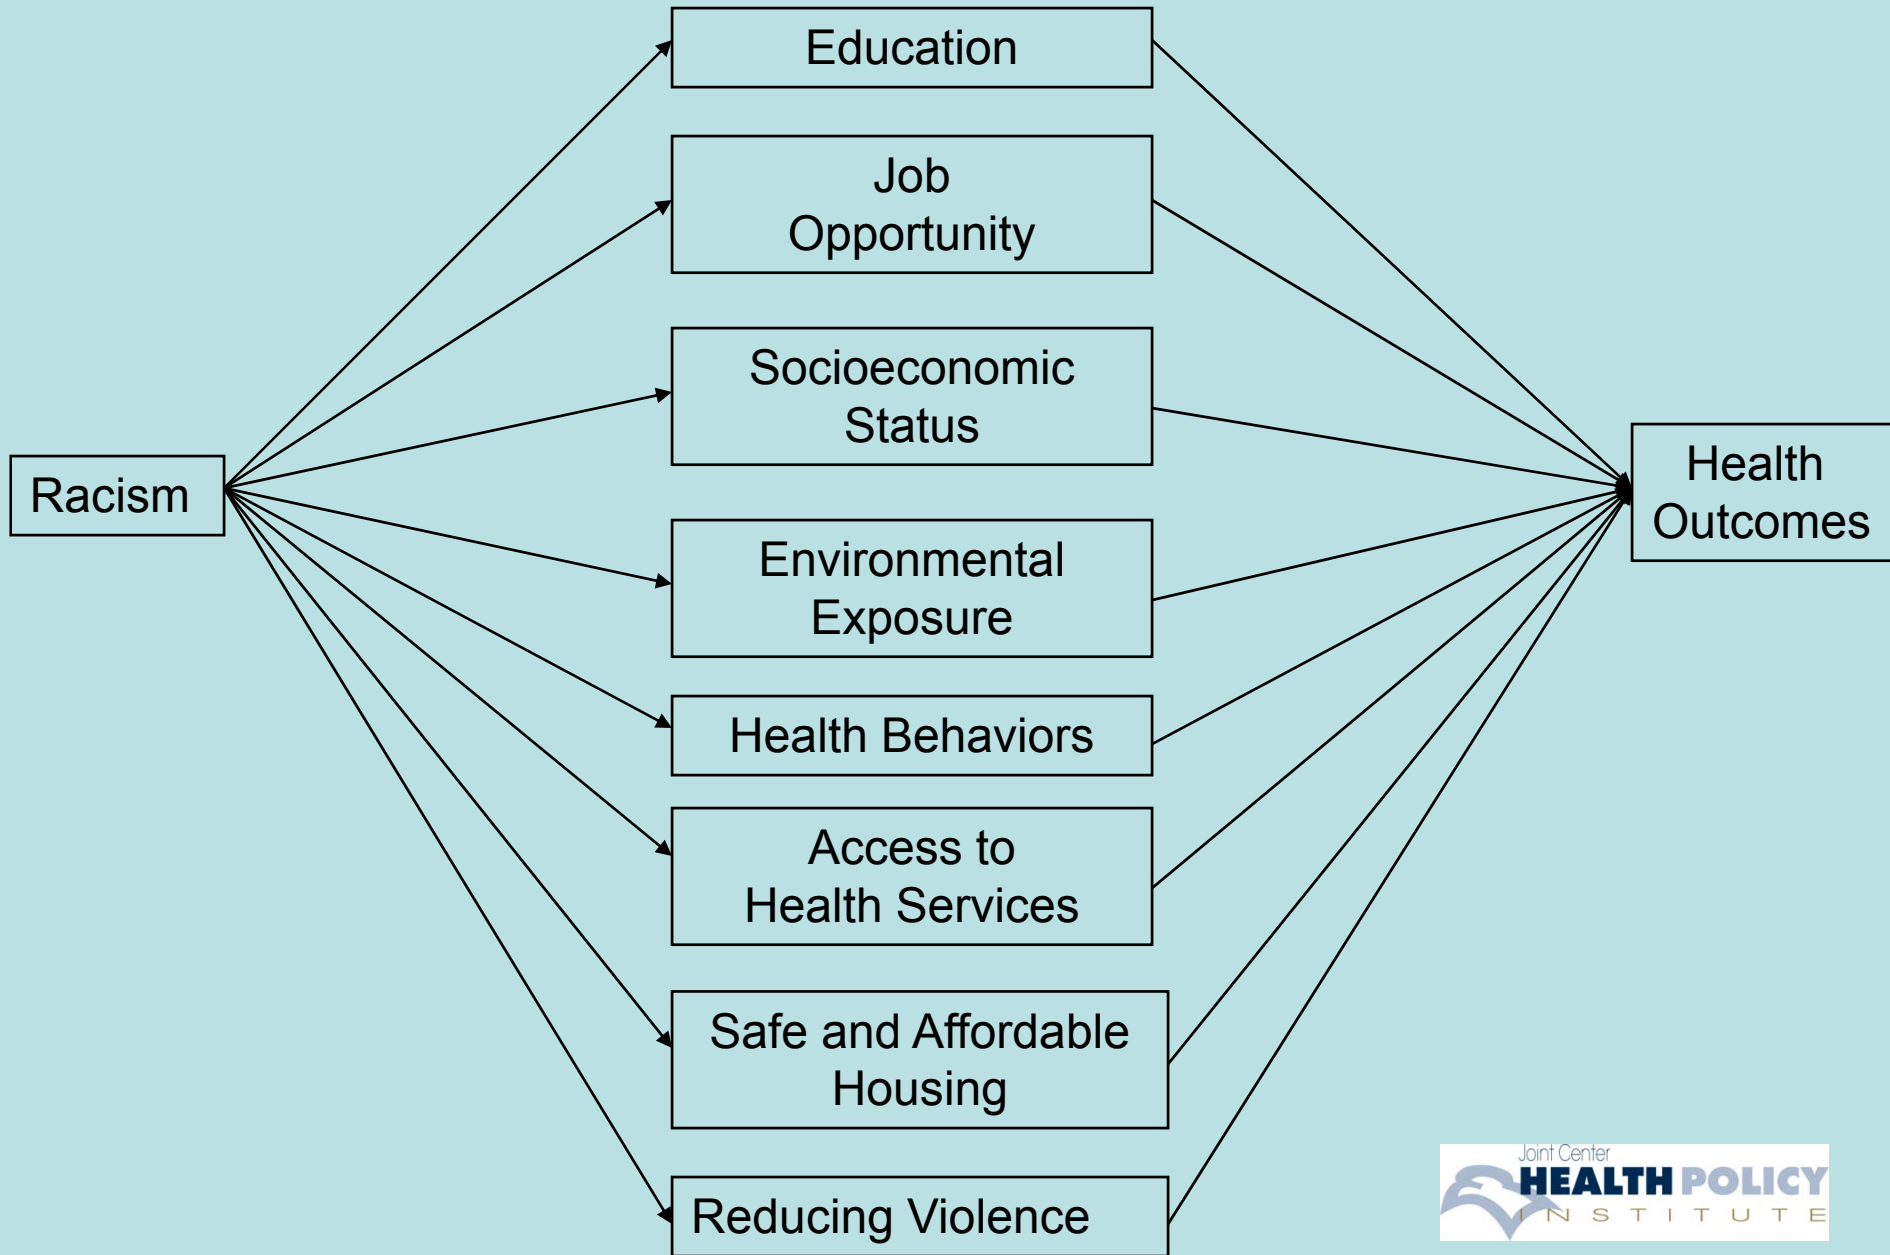 Education
Job
Opportunity
Socioeconomic
Status
Racism
Health
Outcomes
Environmental
Exposure
Health Behaviors
Access to
Health Services
Safe and Affordable
Housing
Reducing Violence
Joint Center
HEALTH POLICY
INSTITUTE